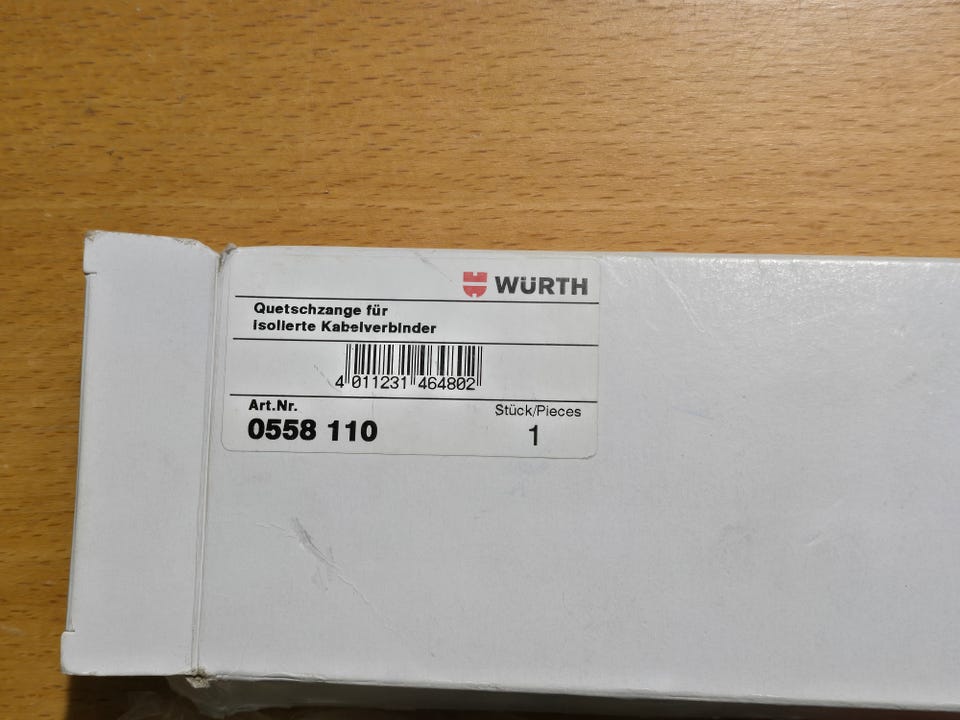 WÜRTH
Quetschzange für
isolierte Kabelverbinder
4 011231 464802
Art.Nr.
Stück/Pieces
0558 110
1